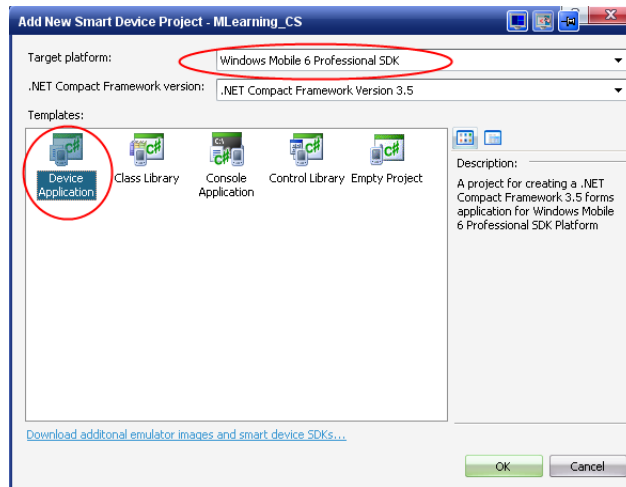 Add New Smart Device Project - MLearning_CS
Target platform:
Windows Mobile 6 Professional SDK
.NET Compact Framework version:
.NET Compact Framework Version 3.5
Templates:
Device Application
Class Library
Console Application
Control Library
Empty Project
Description:
A project for creating a .NET
Compact Framework 3.5 forms
application for Windows Mobile
6 Professional SDK Platform
Download additonal emulator images and smart device SDKs...
OK
Cancel